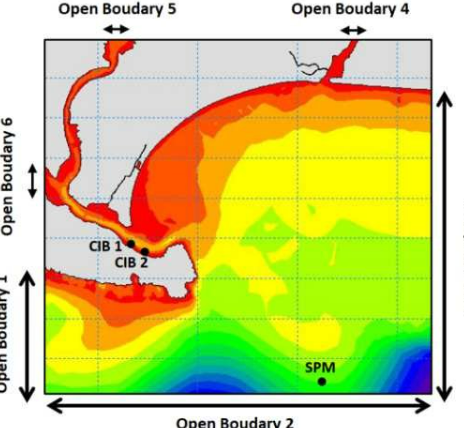 Open Boudary 5
Open Boudary 4
Open Boudary 6
CIB 1
CIB 2
Open Boudary 1
SPM
Open Boudary 2